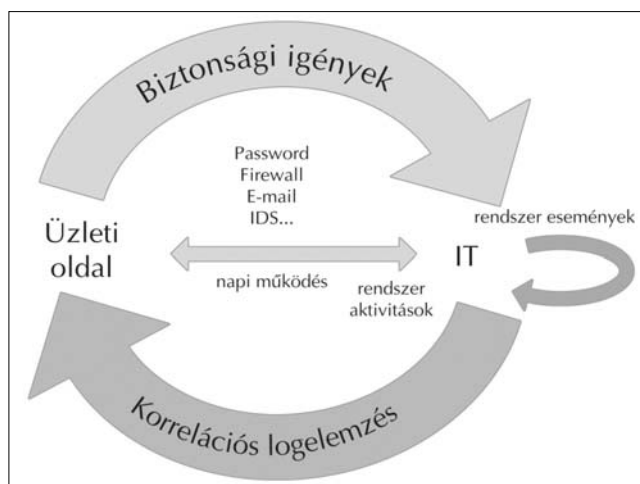 Biztonsági igények
Password
Firewall
E-mail
IDS...
rendszer események
Üzleti
oldal
IT
napi működés
rendszer
aktivitások
Korrelációs logelemzés